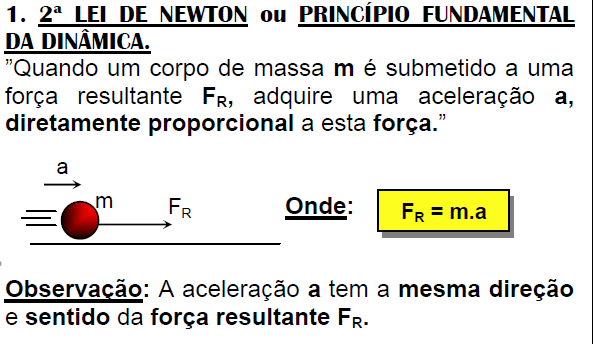 1. 2ª LEI DE NEWTON ou PRINCÍPIO FUNDAMENTAL
DA DINÂMICA.
”Quando um corpo de massa m é submetido a uma
força resultante FR, adquire uma aceleração a,
diretamente proporcional a esta força.”
a
m
FR
Onde:
FR = m.a
Observação: A aceleração a tem a mesma direção
e sentido da força resultante FR.